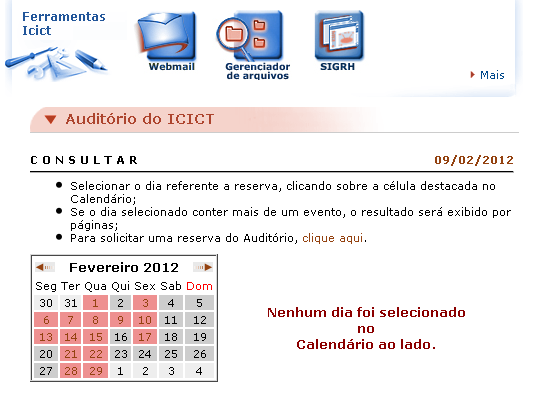 Ferramentas
Icict
Webmail
Gerenciador
de arquivos
SIGRH
Mais
Auditório do ICICT
CONSULTAR 09/02/2012
Selecionar o dia referente a reserva, clicando sobre a célula destacada no
Calendário;
Se o dia selecionado conter mais de um evento, o resultado será exibido por
páginas;
Para solicitar uma reserva do Auditório, clique aqui.
Fevereiro 2012
Seg Ter Qua Qui Sex Sab Dom
30 31 1 2 3 4 5
6 7 8 9 10 11 12
13 14 15 16 17 18 19
20 21 22 23 24 25 26
27 28 29 1 2 3 4
Nenhum dia foi selecionado
no
Calendário ao lado.